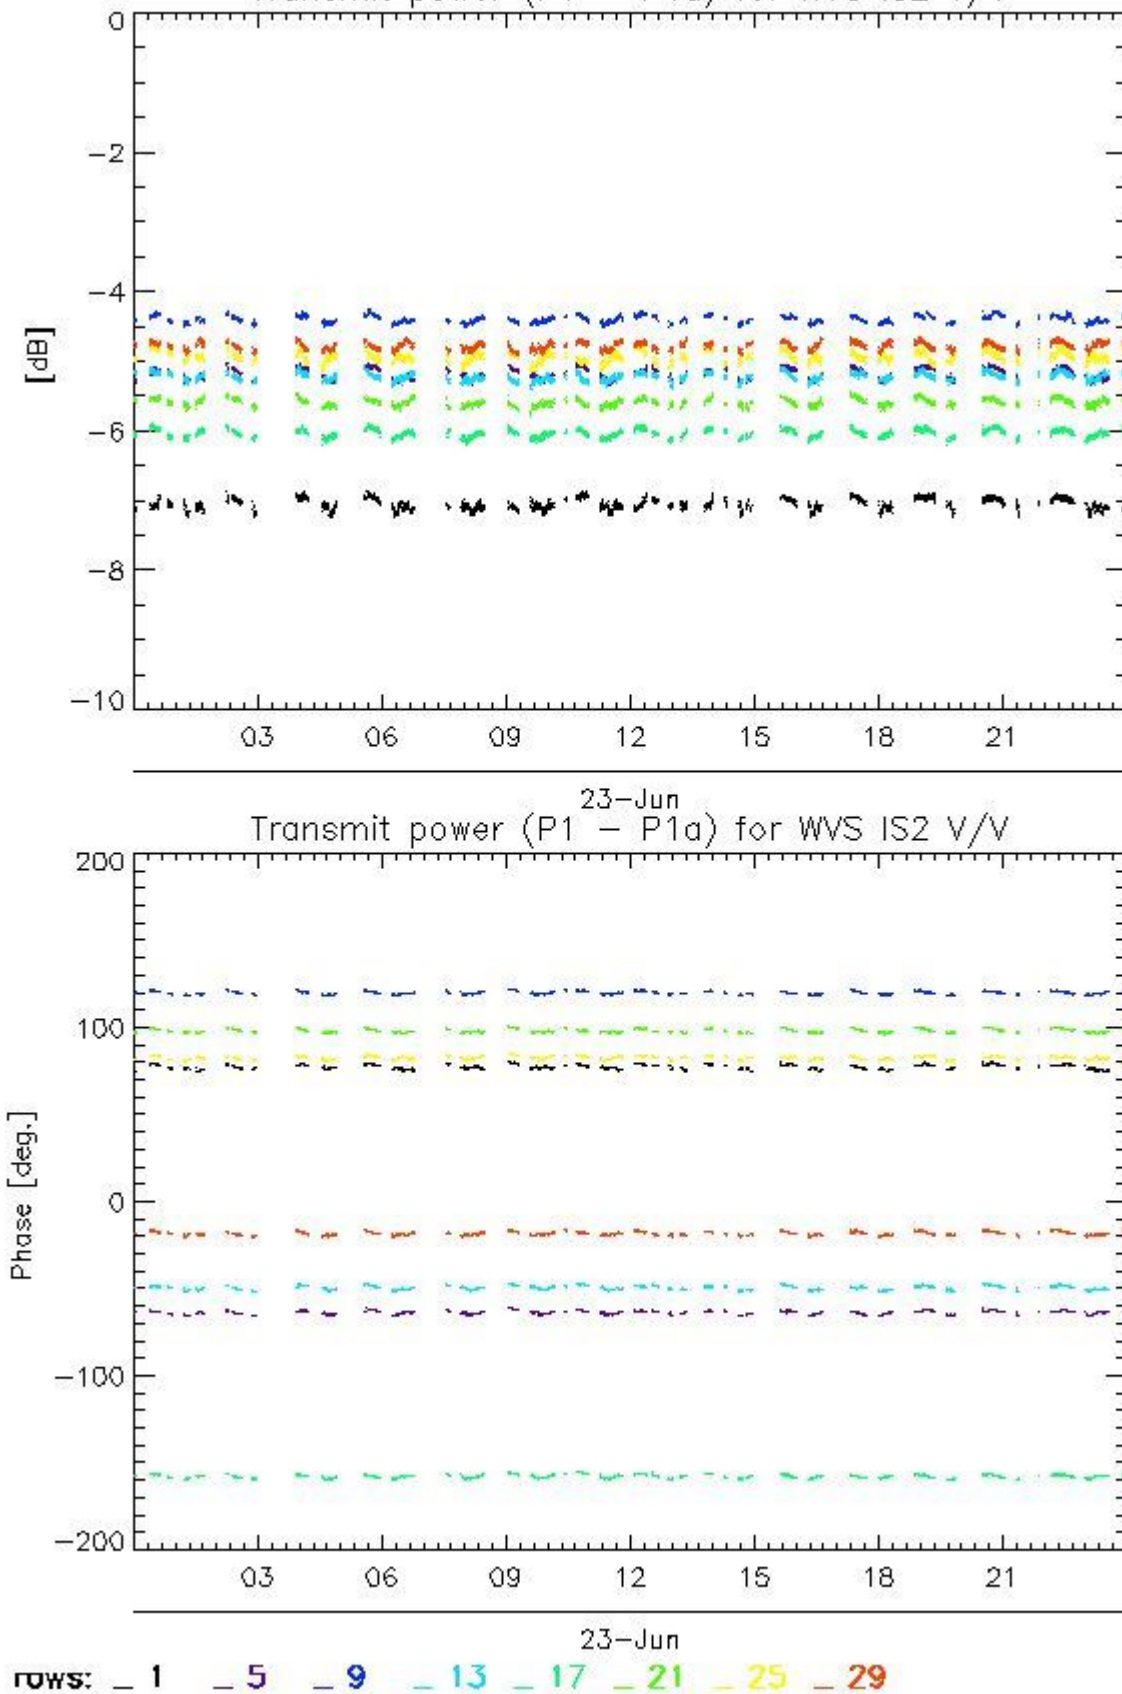 0
-2
-4
[dB]
-6
-8
-10
03 06 09 12 15 18 21
23-Jun
Transmit power (P1 - P1a) for WVS IS2 V/V
200
100
0
Phase [deg.]
-100
-200
03 06 09 12 15 18 21
23-Jun
rows: _ 1 _ 5 _ 9 _ 13 _ 17 _ 21 _ 25 _ 29